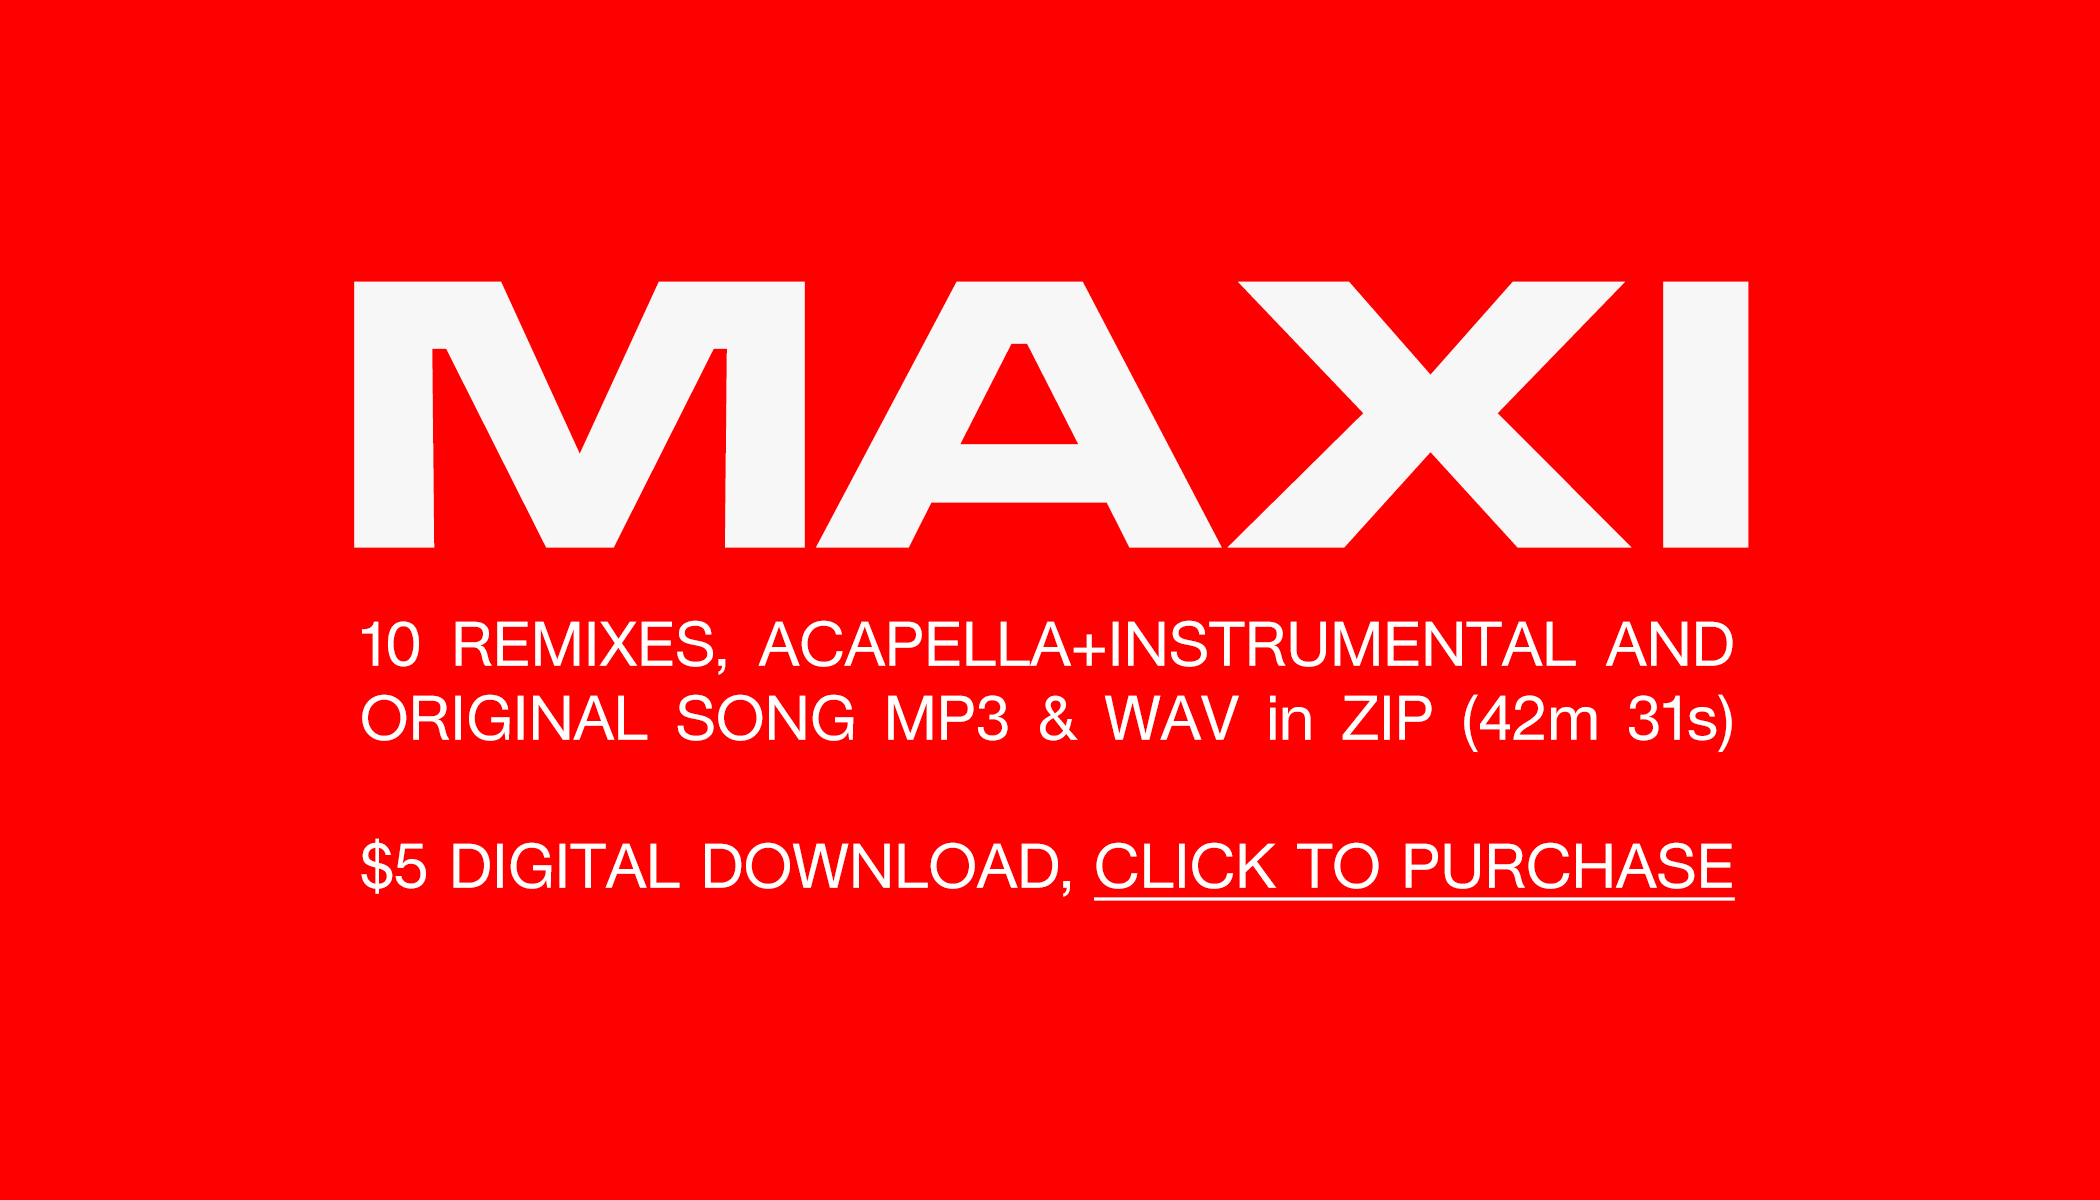 MAXI
10 REMIXES, ACAPELLA+INSTRUMENTAL AND
ORIGINAL SONG MP3 & WAV in ZIP (42m 31s)
$5 DIGITAL DOWNLOAD, CLICK TO PURCHASE